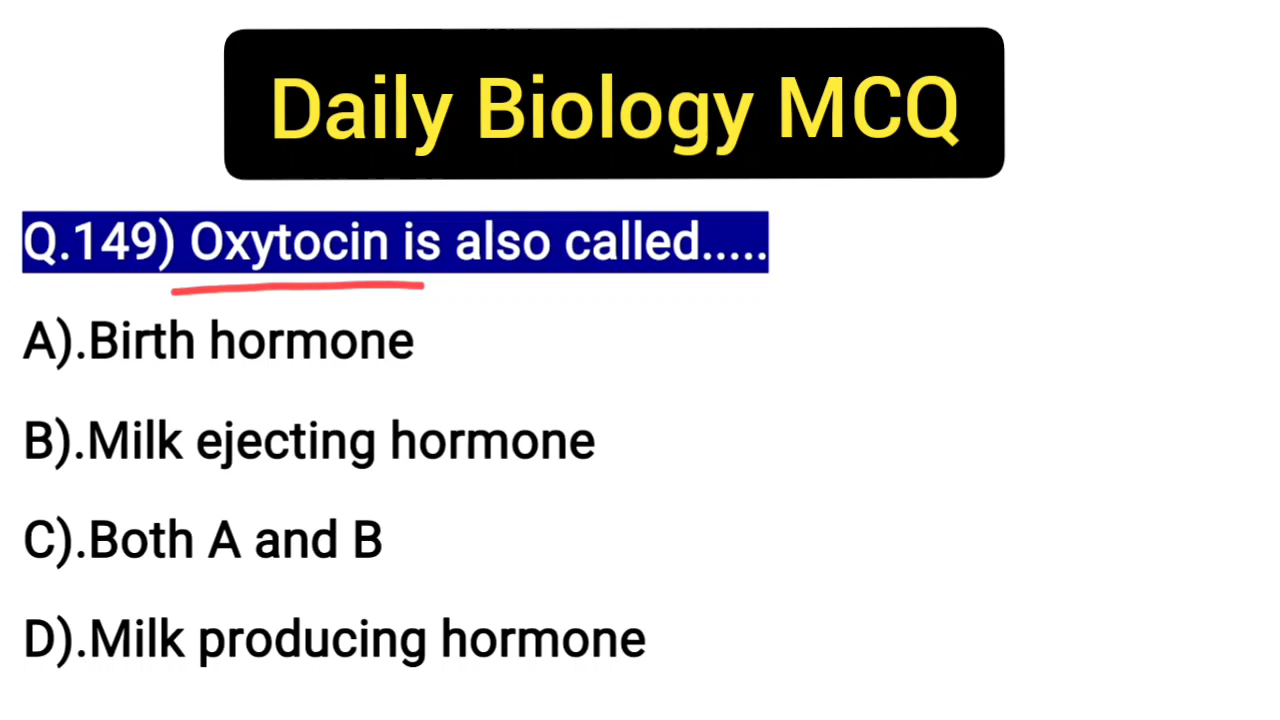 Daily Biology MCQ
Q.149) Oxytocin is also called.....
A).Birth hormone
B).Milk ejecting hormone
C).Both A and B
D).Milk producing hormone